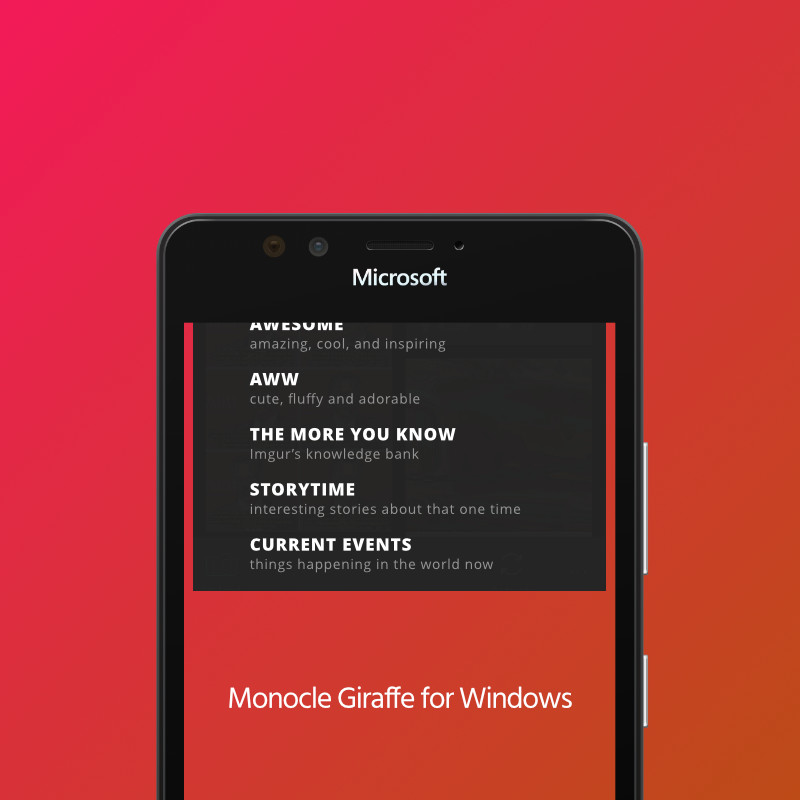 Microsoft
AWESOME
amazing, cool, and inspiring
AWW
cute, fluffy and adorable
THE MORE YOU KNOW
Imgur's knowledge bank
STORYTIME
interesting stories about that one time
CURRENT EVENTS
things happening in the world now
Monocle Giraffe for Windows